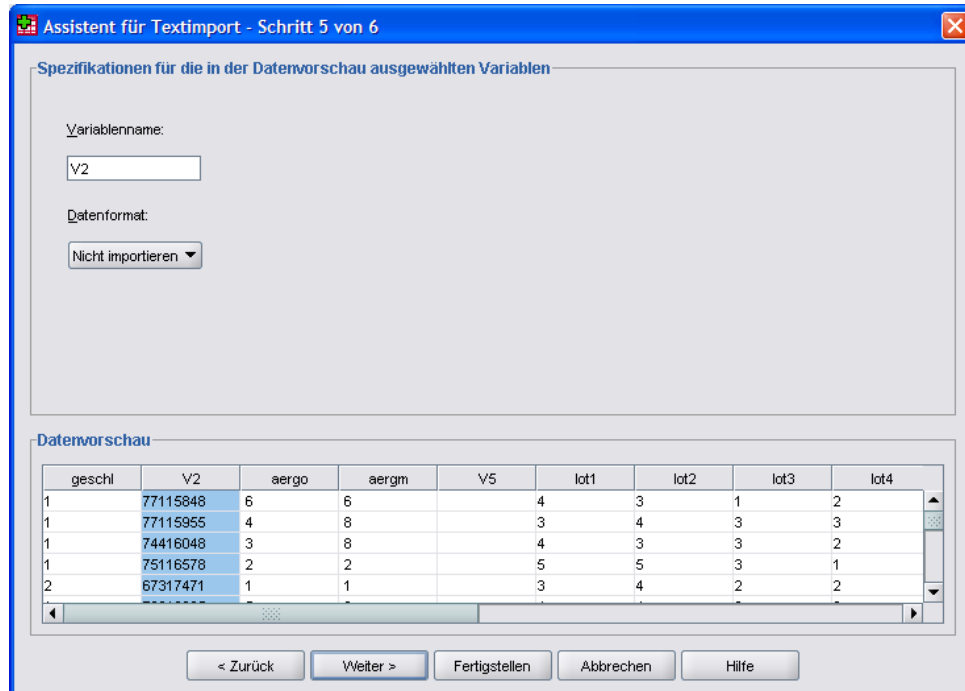 Assistent für Textimport - Schritt 5 von 6
Spezifikationen für die in der Datenvorschau ausgewählten Variablen
Variablenname:
V2
Datenformat:
Nicht importieren
Datenvorschau
geschl V2 aergo aergm V5 lot1 lot2 lot3 lot4
1 77115848 6 6 4 3 1 2
1 77115955 4 8 3 4 3 3
1 74416048 3 8 4 3 3 2
1 75116578 2 2 5 5 3 1
2 67317471 1 1 3 4 2 2
< Zurück Weiter > Fertigstellen Abbrechen Hilfe